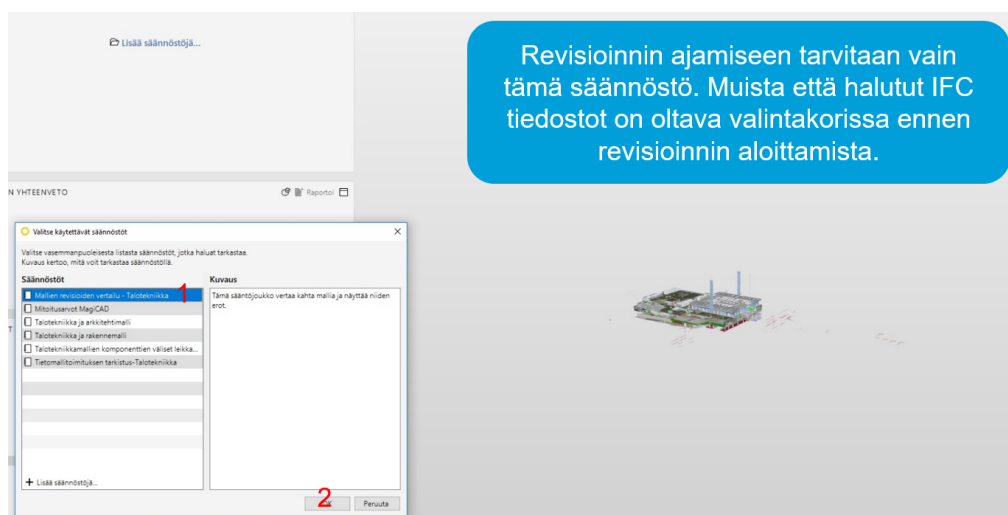 Lisää säännöstöjä...
Revisioinnin ajamiseen tarvitaan vain
tämä säännöstö. Muista että halutut IFC
tiedostot on oltava valintakorissa ennen
revisioinnin aloittamista.
N YHTEENVETO
Raportoi
Valitse käytettävät säännöstöt
Valitse vasemmanpuoleisesta listasta säännöstöt, jotka haluat tarkastaa.
Kuvaus kertoo, mitä voit tarkastaa säännöstöllä.
Säännöstöt
Kuvaus
Mallien revisioiden vertailu - Talotekniikka
1
Tämä sääntöjoukko vertaa kahta mallia ja näyttää niiden
erot.
Mitoitusarvot MagiCAD
Talotekniikka ja arkkitehtimalli
Talotekniikka ja rakennemalli
Talotekniikkamallien komponenttien väliset leikka...
Tietomallitoimituksen tarkistus-Talotekniikka
+ Lisää säännöstöjä...
2
Peruuta